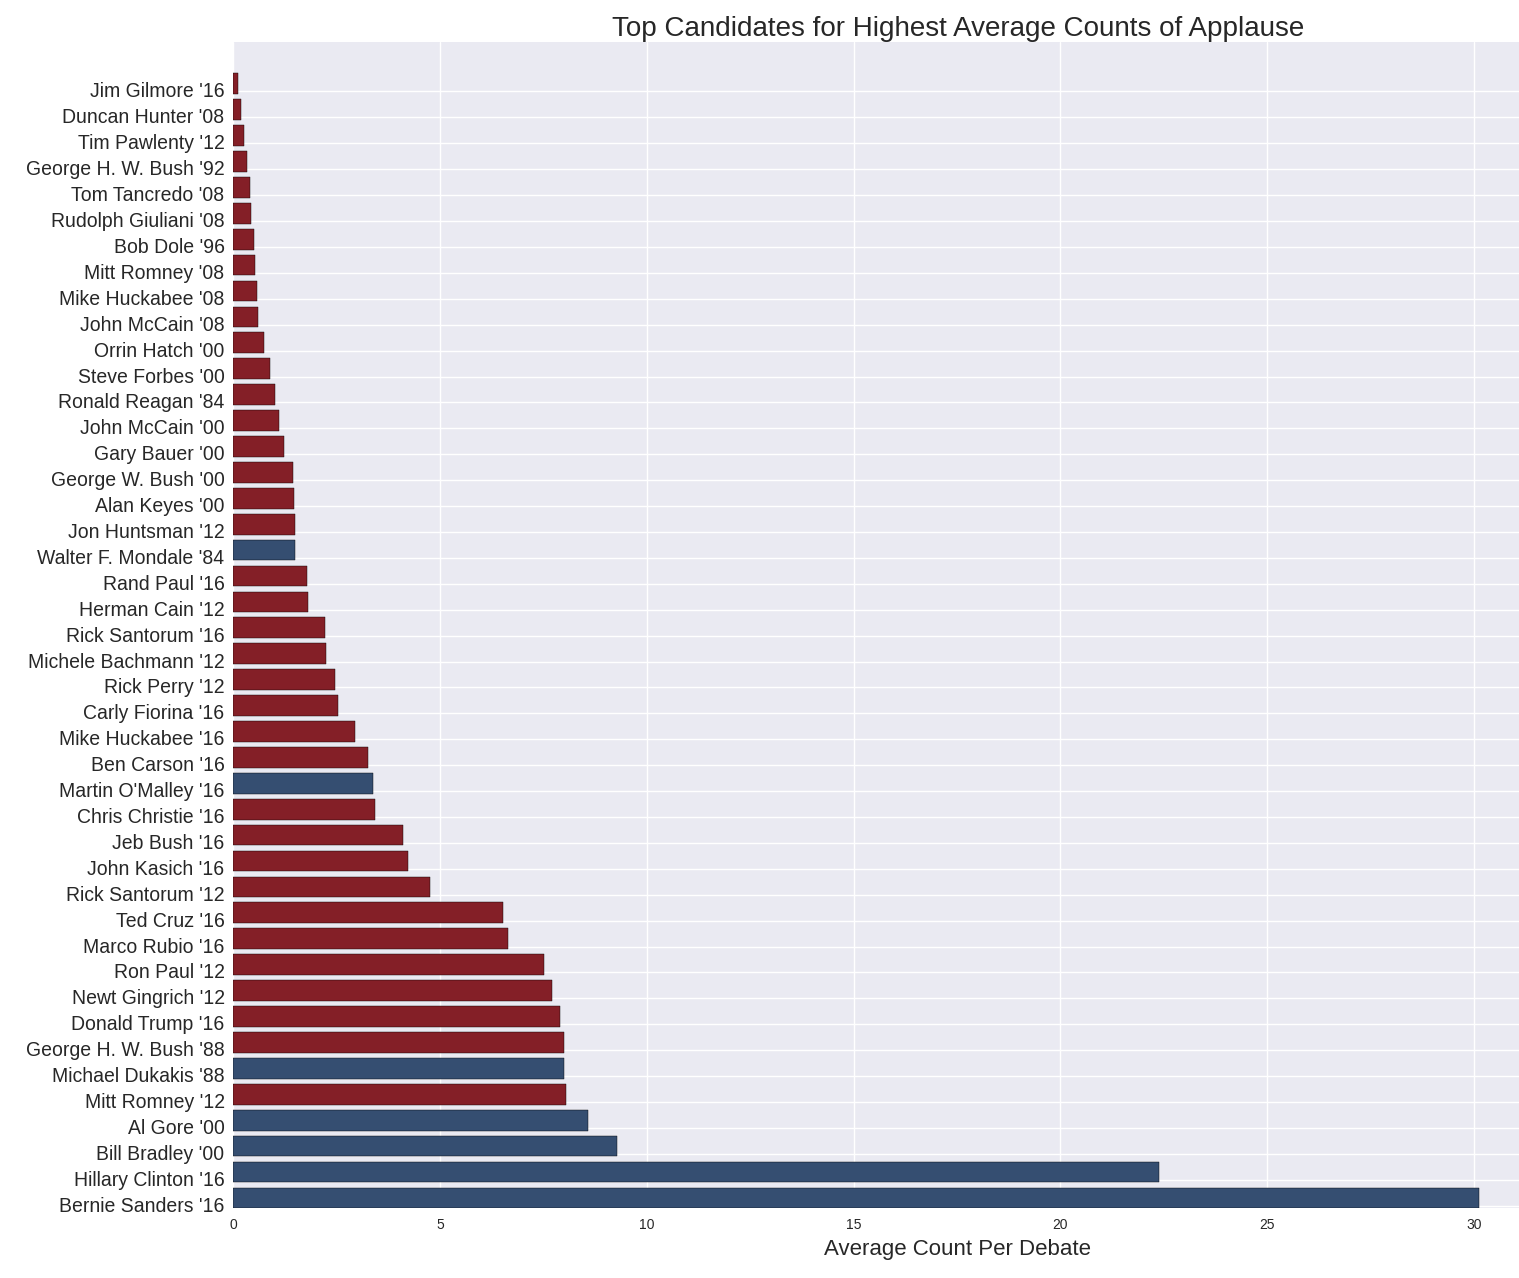 Top Candidates for Highest Average Counts of Applause
Jim Gilmore '16
Duncan Hunter '08
Tim Pawlenty '12
George H. W. Bush '92
Tom Tancredo '08
Rudolph Giuliani '08
Bob Dole '96
Mitt Romney '08
Mike Huckabee '08
John McCain '08
Orrin Hatch '00
Steve Forbes '00
Ronald Reagan '84
John McCain '00
Gary Bauer '00
George W. Bush '00
Alan Keyes '00
Jon Huntsman '12
Walter F. Mondale '84
Rand Paul '16
Herman Cain '12
Rick Santorum '16
Michele Bachmann '12
Rick Perry '12
Carly Fiorina '16
Mike Huckabee '16
Ben Carson '16
Martin O'Malley '16
Chris Christie '16
Jeb Bush '16
John Kasich '16
Rick Santorum '12
Ted Cruz '16
Marco Rubio '16
Ron Paul '12
Newt Gingrich '12
Donald Trump '16
George H. W. Bush '88
Michael Dukakis '88
Mitt Romney '12
Al Gore '00
Bill Bradley '00
Hillary Clinton '16
Bernie Sanders '16
0 5 10 15 20 25 30
Average Count Per Debate